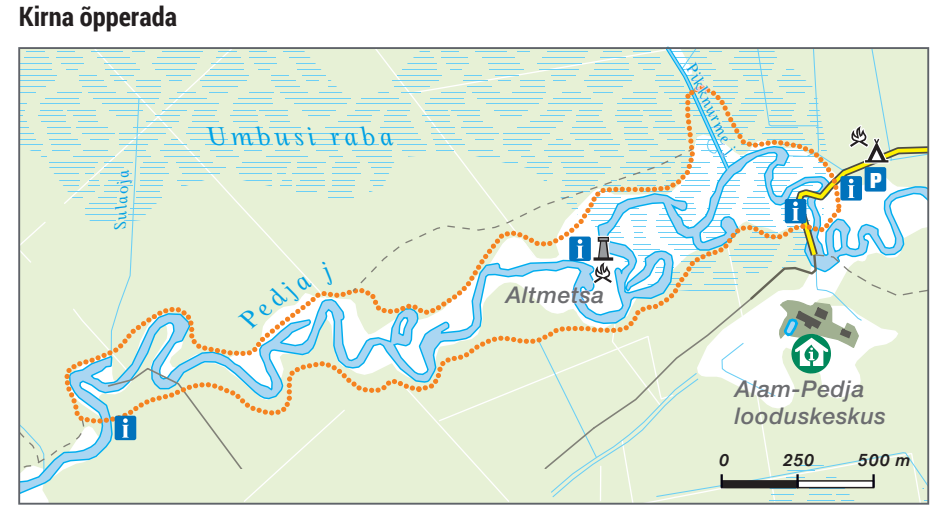 Kirna õpperada
Pikknurme j
Umbusi raba
Sulaoja
P
Pedja j
Altmetsa
Alam-Pedja
looduskeskus
0 250 500 m